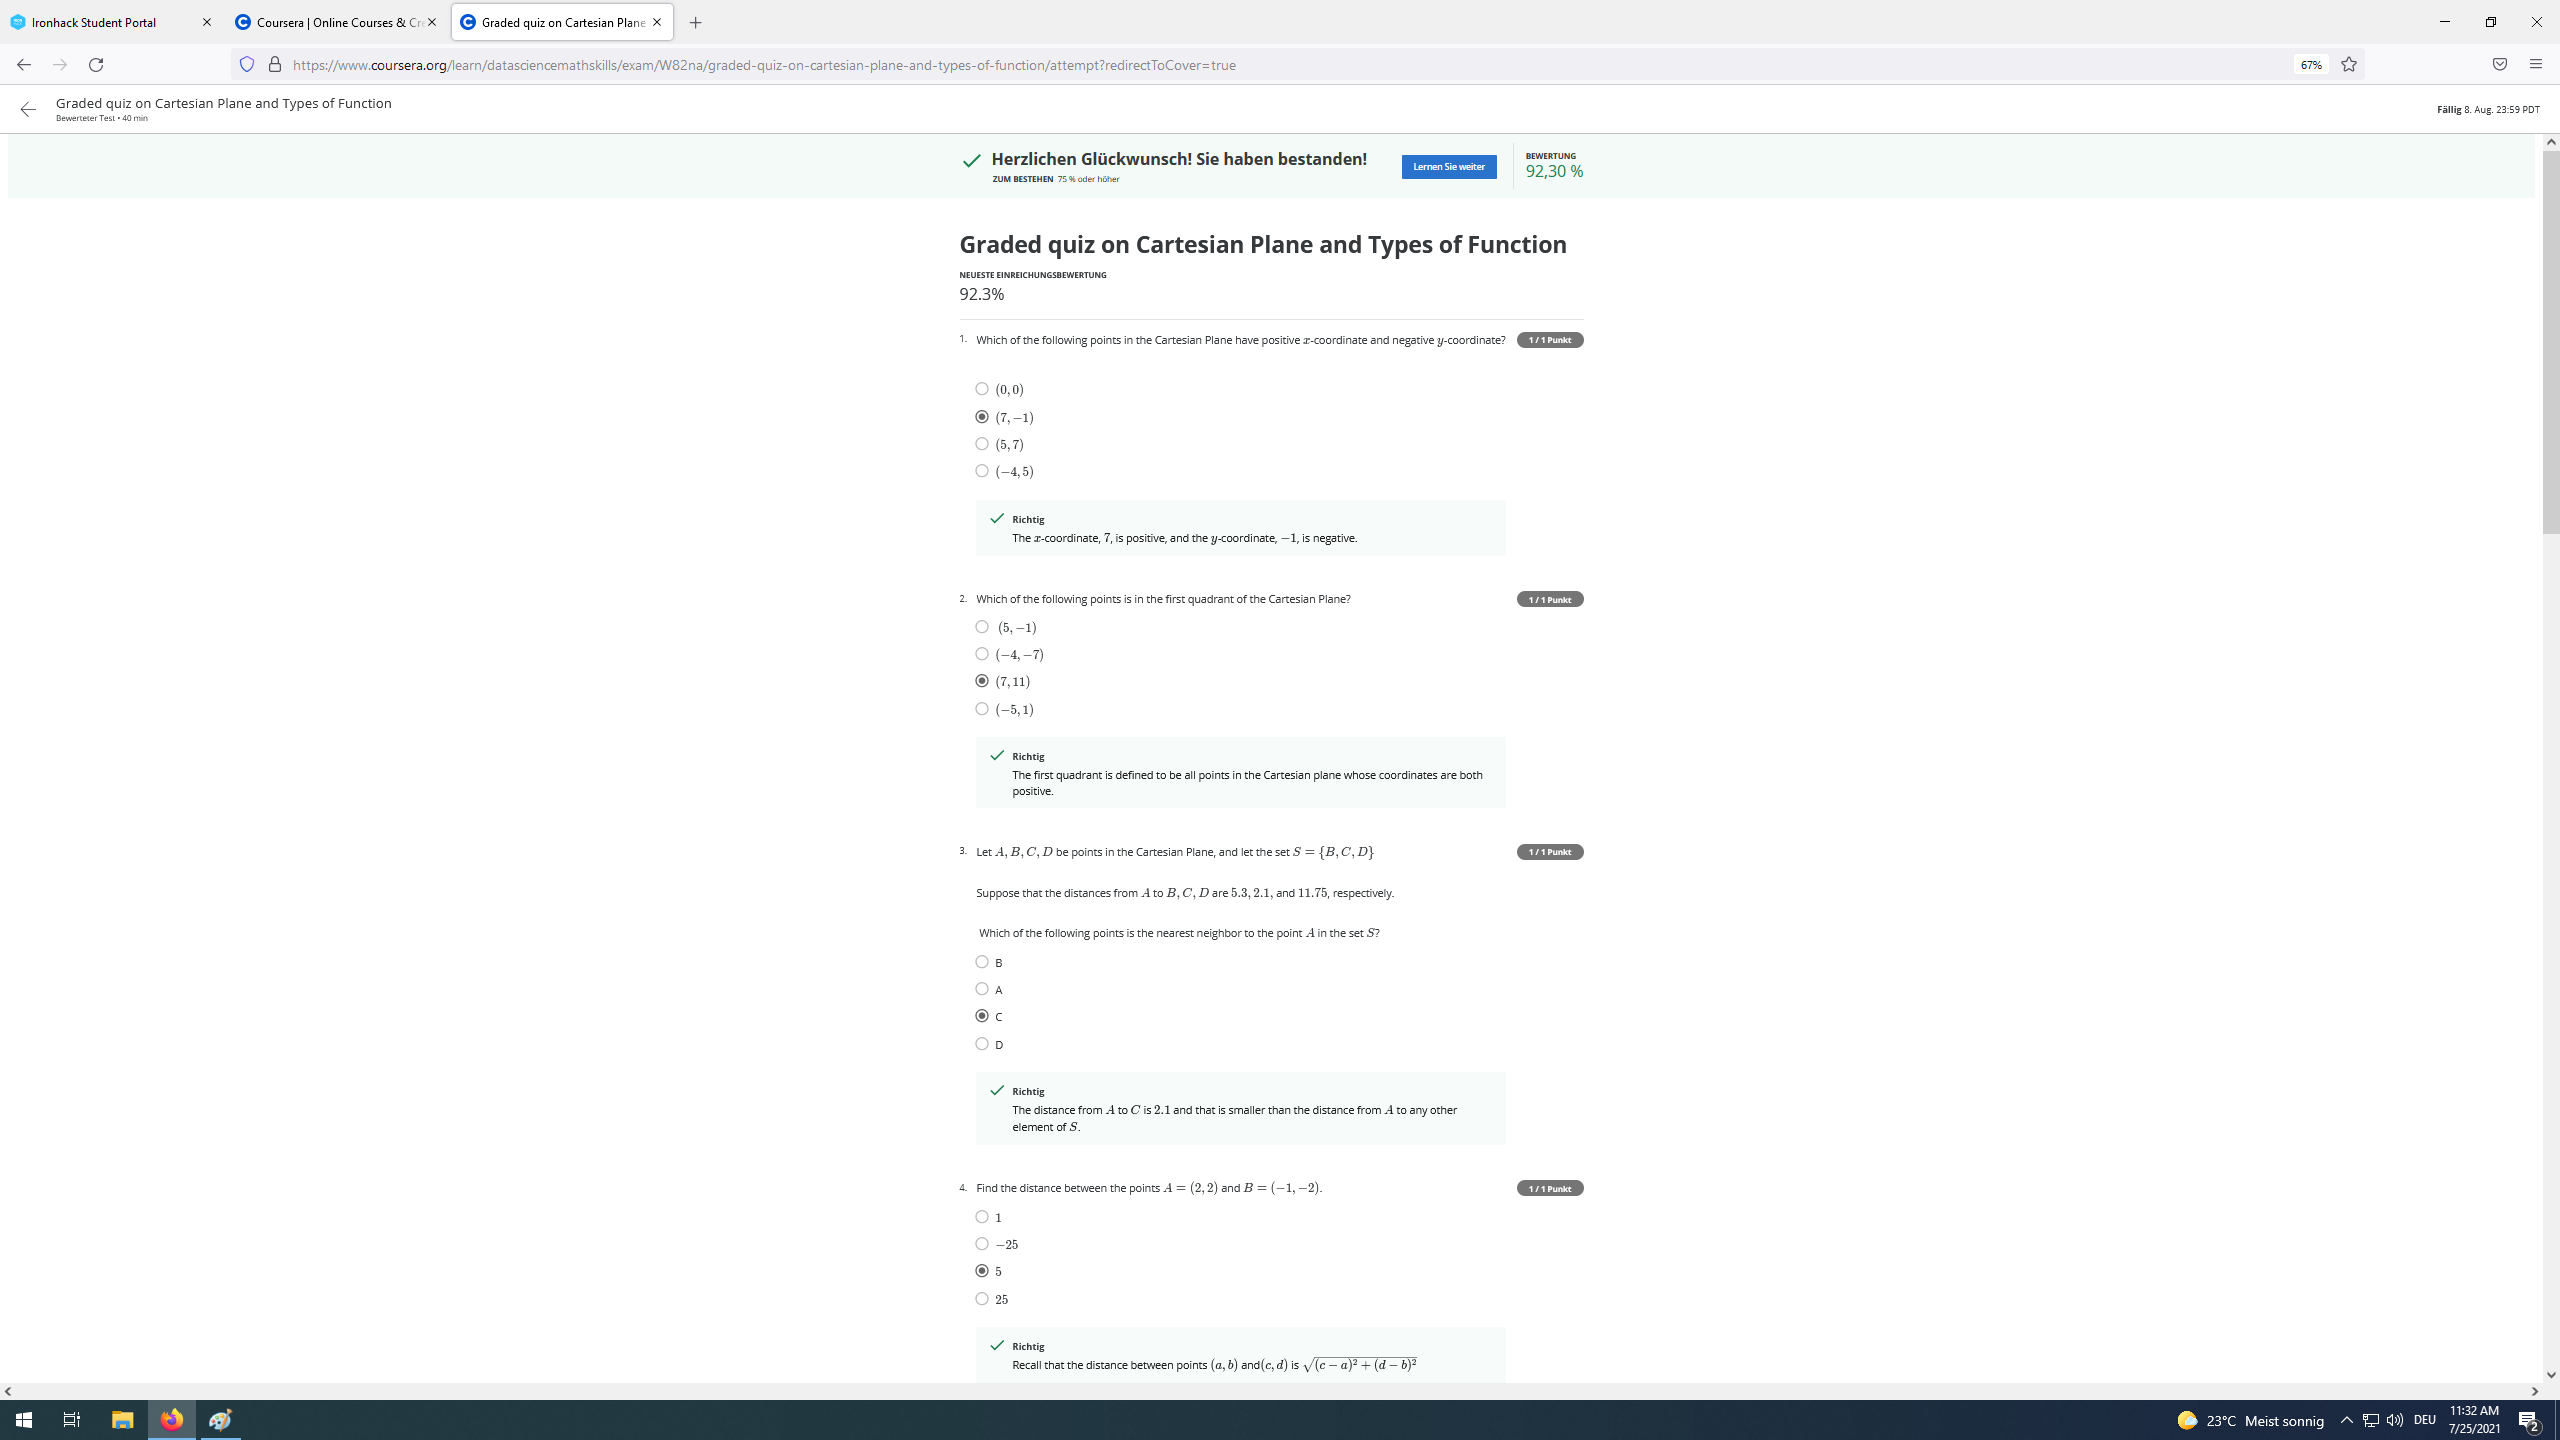 Ironhack Student Portal
Coursera | Online Courses & Cre
Graded quiz on Cartesian Plane
https://www.coursera.org/learn/datasciencemathskills/exam/W82na/graded-quiz-on-cartesian-plane-and-types-of-function/attempt?redirectToCover=true
67%
Graded quiz on Cartesian Plane and Types of Function
Bewerteter Test • 40 min
Fällig 8. Aug. 23:59 PDT
Herzlichen Glückwunsch! Sie haben bestanden!
ZUM BESTEHEN 75 % oder höher
Lernen Sie weiter
BEWERTUNG
92,30 %
Graded quiz on Cartesian Plane and Types of Function
NEUESTE EINREICHUNGSBEWERTUNG
92.3%
1. Which of the following points in the Cartesian Plane have positive x-coordinate and negative y-coordinate?
1 / 1 Punkt
(0, 0)
(7, −1)
(5, 7)
(−4, 5)
Richtig
The x-coordinate, 7, is positive, and the y-coordinate, −1, is negative.
2. Which of the following points is in the first quadrant of the Cartesian Plane?
1 / 1 Punkt
(5, −1)
(−4, −7)
(7, 11)
(−5, 1)
Richtig
The first quadrant is defined to be all points in the Cartesian plane whose coordinates are both
positive.
3. Let A, B, C, D be points in the Cartesian Plane, and let the set S = {B, C, D}
1 / 1 Punkt
Suppose that the distances from A to B, C, D are 5.3, 2.1, and 11.75, respectively.
Which of the following points is the nearest neighbor to the point A in the set S?
B
A
C
D
Richtig
The distance from A to C is 2.1 and that is smaller than the distance from A to any other
element of S.
4. Find the distance between the points A = (2, 2) and B = (−1, −2).
1 / 1 Punkt
1
−25
5
25
Richtig
Recall that the distance between points (a, b) and(c, d) is √(c − a)² + (d − b)²
23°C Meist sonnig
DEU
11:32 AM
7/25/2021
2